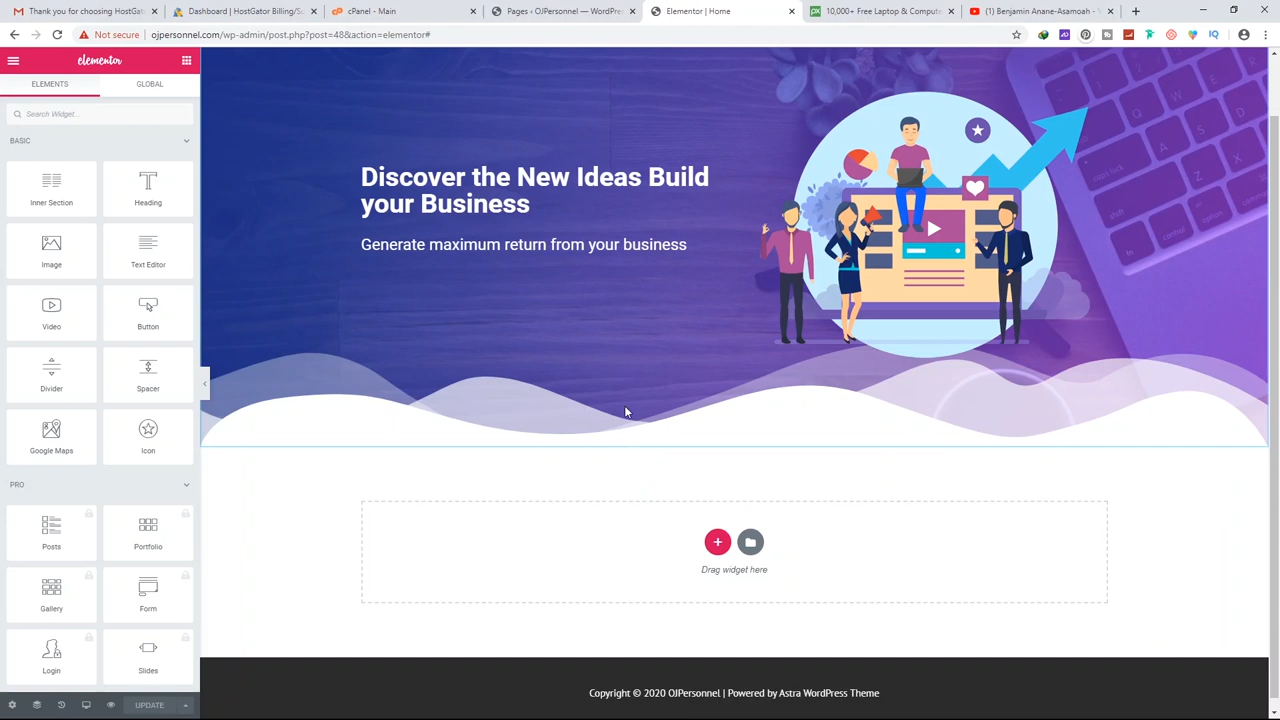 Thank you for choosing HostGat
Dashboard | HostGator Billing/Su
cPanel - Main
Pages ‹ OJPersonnel — WordPre
Elementor | Home
10,000+ Free Laptop & Compute
(1) Benjamin Anane-Asamoah - Y
Not secure
ojpersonnel.com/wp-admin/post.php?post=48&action=elementor#
elementor
ELEMENTS
GLOBAL
Search Widget...
BASIC
Inner Section
Heading
Image
Text Editor
Video
Button
Divider
Spacer
Google Maps
Icon
PRO
Posts
Portfolio
Gallery
Form
Login
Slides
UPDATE
Discover the New Ideas Build
your Business
Generate maximum return from your business
Drag widget here
Copyright © 2020 OJPersonnel | Powered by Astra WordPress Theme